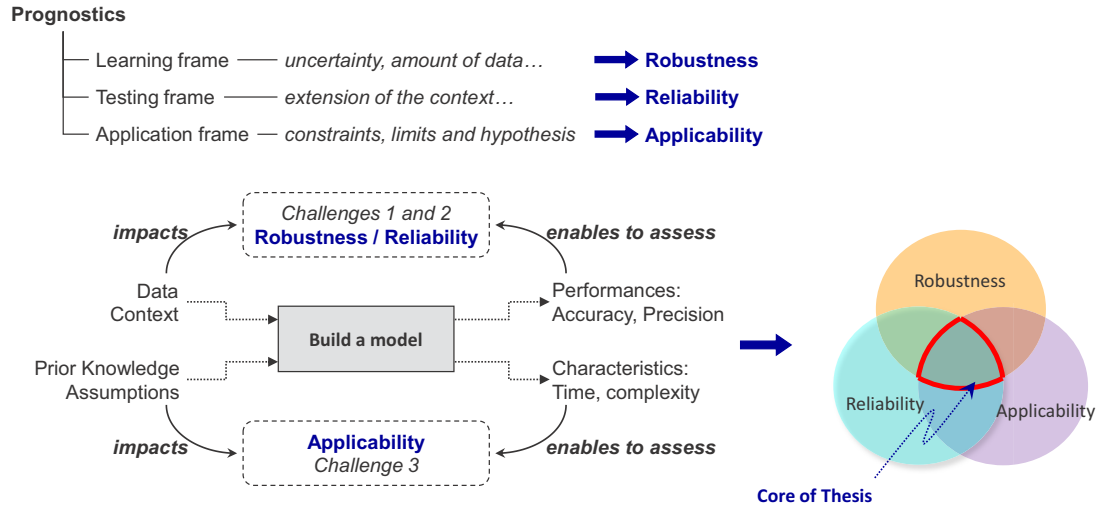 Prognostics
Learning frame uncertainty, amount of data… Robustness
Testing frame extension of the context… Reliability
Application frame constraints, limits and hypothesis Applicability
Challenges 1 and 2
impacts Robustness / Reliability enables to assess
Data
Context
Performances:
Accuracy, Precision
Build a model
Prior Knowledge
Assumptions
Characteristics:
Time, complexity
impacts Applicability enables to assess
Challenge 3
Robustness
Reliability
Applicability
Core of Thesis